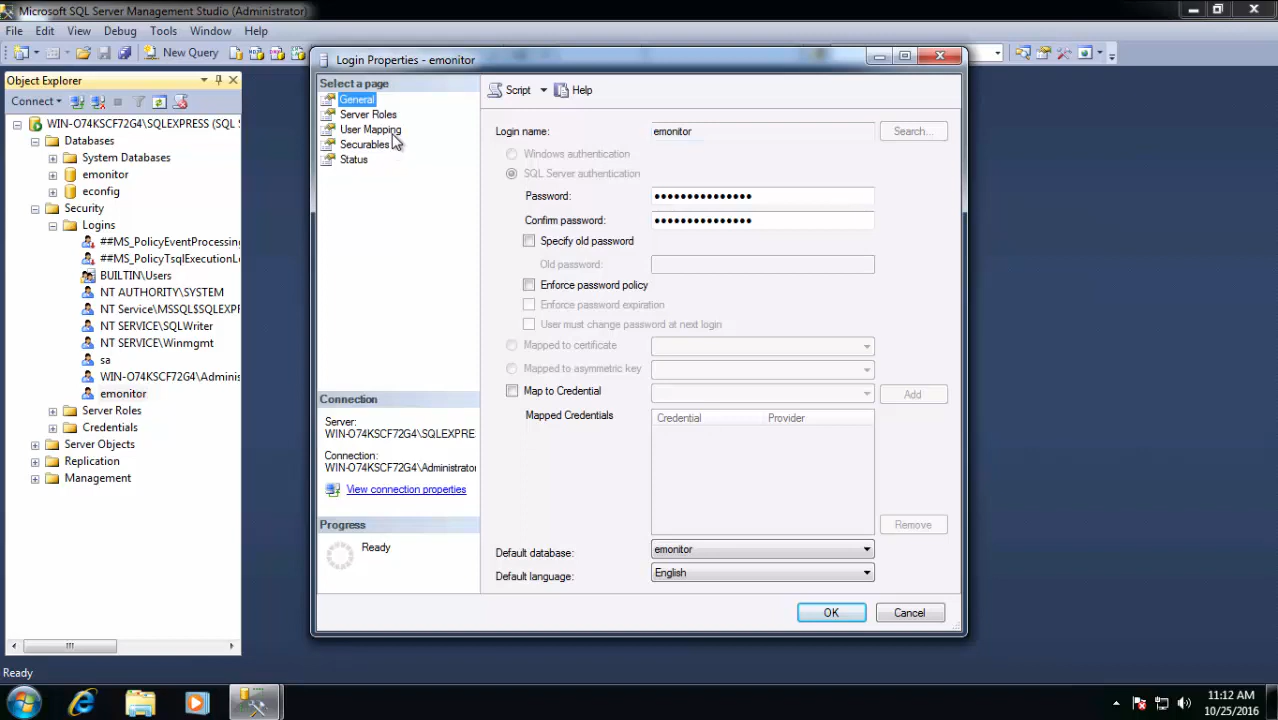 Microsoft SQL Server Management Studio (Administrator)
File Edit View Debug Tools Window Help
New Query
Object Explorer
Connect
WIN-O74KSCF72G4\SQLEXPRESS (SQL S
Databases
System Databases
emonitor
econfig
Security
Logins
##MS_PolicyEventProcessing
##MS_PolicyTsqlExecutionLo
BUILTIN\Users
NT AUTHORITY\SYSTEM
NT Service\MSSQL$SQLEXP
NT SERVICE\SQLWriter
NT SERVICE\Winmgmt
sa
WIN-O74KSCF72G4\Adminis
emonitor
Server Roles
Credentials
Server Objects
Replication
Management
Ready
Login Properties - emonitor
Select a page
General
Server Roles
User Mapping
Securables
Status
Connection
Server:
WIN-O74KSCF72G4\SQLEXPRE
Connection:
WIN-O74KSCF72G4\Administrator
View connection properties
Progress
Ready
Script Help
Login name: emonitor Search...
Windows authentication
SQL Server authentication
Password: •••••••••••••••
Confirm password: •••••••••••••••
Specify old password
Old password:
Enforce password policy
Enforce password expiration
User must change password at next login
Mapped to certificate
Mapped to asymmetric key
Map to Credential Add
Mapped Credentials Credential Provider
Remove
Default database: emonitor
Default language: English
OK Cancel
11:12 AM
10/25/2016